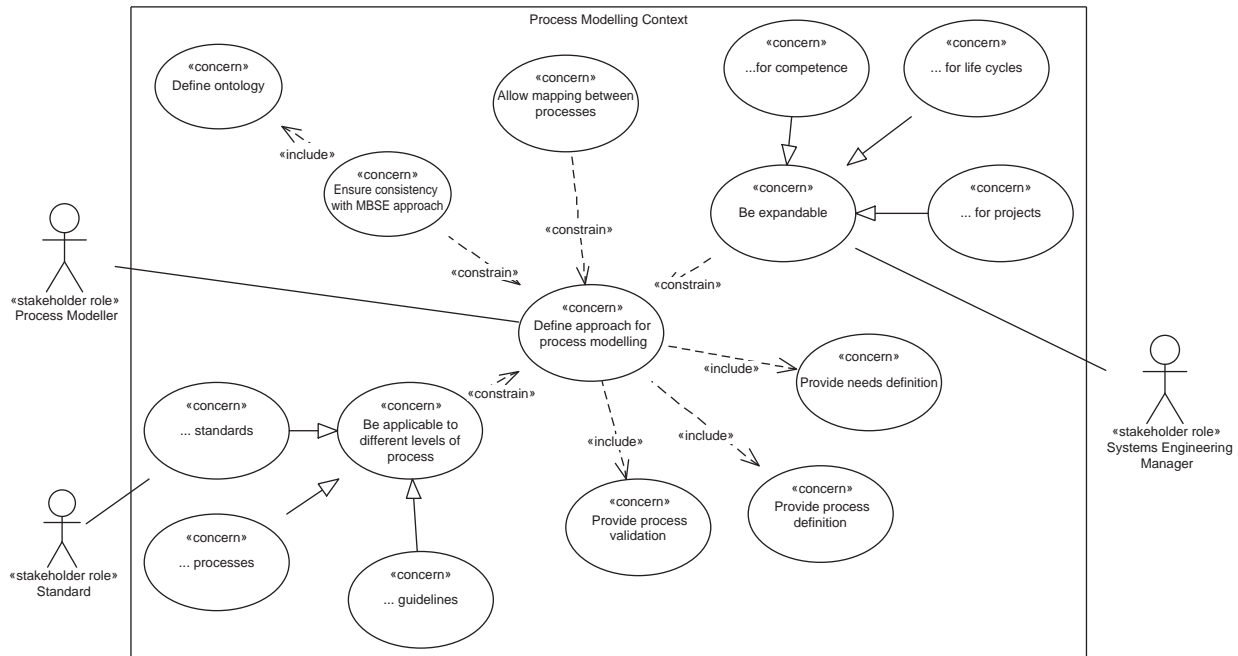 Process Modelling Context
«concern»
Define ontology
«concern»
Allow mapping between
processes
«concern»
...for competence
«concern»
... for life cycles
«include»
«concern»
Ensure consistency
with MBSE approach
«concern»
Be expandable
«concern»
... for projects
«constrain»
«constrain»
«constrain»
«stakeholder role»
Process Modeller
«concern»
Define approach for
process modelling
«include»
«concern»
Provide needs definition
«constrain»
«concern»
... standards
«concern»
Be applicable to
different levels of
process
«include»
«include»
«stakeholder role»
Systems Engineering
Manager
«concern»
Provide process
validation
«concern»
Provide process
definition
«concern»
... processes
«concern»
... guidelines
«stakeholder role»
Standard